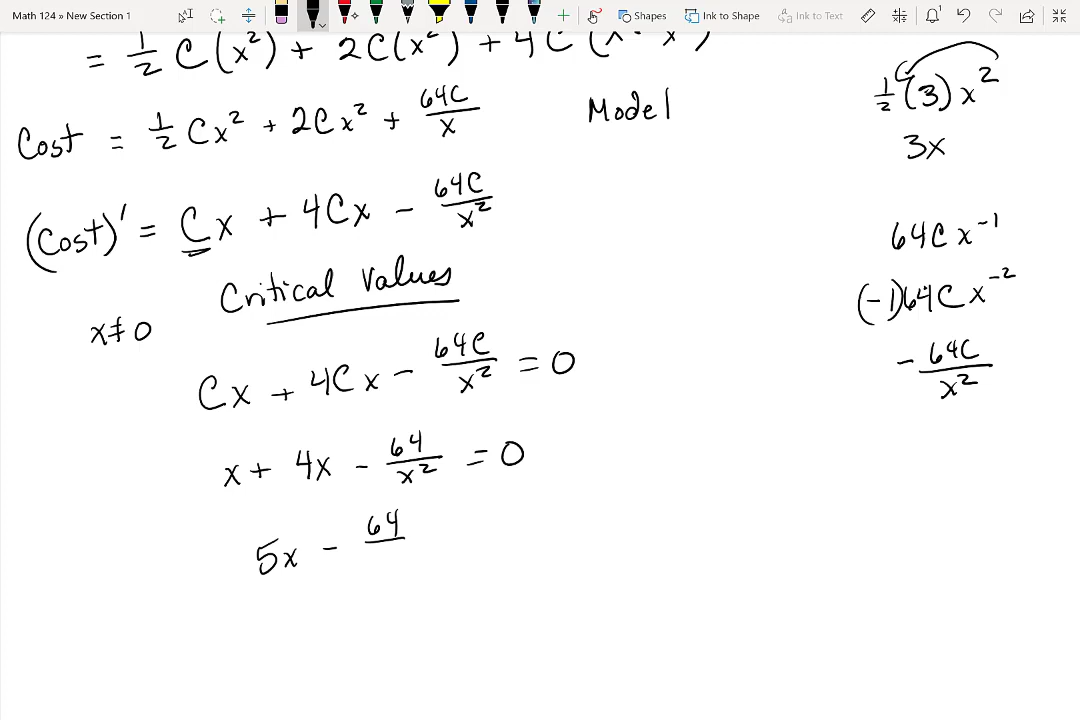 Math 124 » New Section 1
Shapes
Ink to Shape
Ink to Text
= 1/2 C(x²) + 2C(x²) + 4C
Cost = 1/2 Cx² + 2Cx² + 64C/x
Model
(Cost)' = Cx + 4Cx - 64C/x²
Critical Values
x≠0
Cx + 4Cx - 64C/x² = 0
x + 4x - 64/x² = 0
5x - 64
1/2 (3) x²
3x
64Cx⁻¹
(-1)64Cx⁻²
- 64C/x²